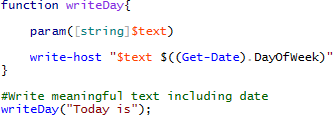 function writeDay{
param([string]$text)
write-host "$text $((Get-Date).DayOfWeek)"
}
#Write meaningful text including date
writeDay("Today is");